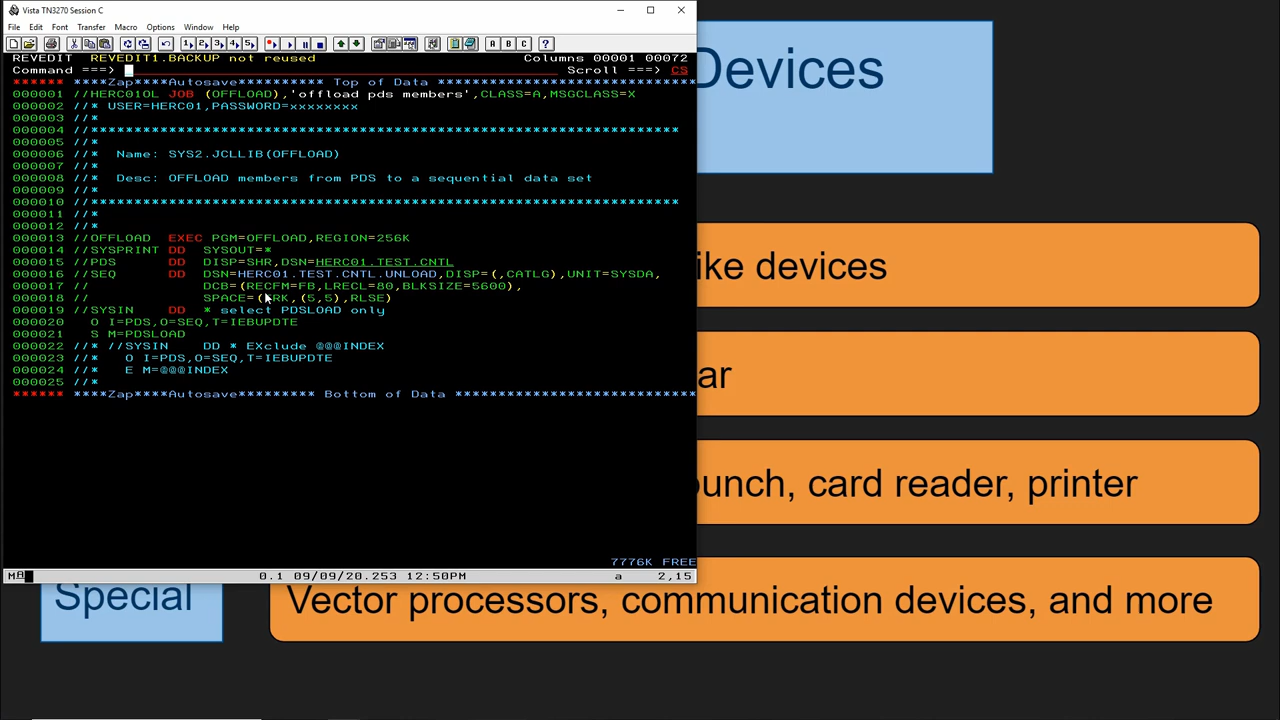 Vista TN3270 Session C
File Edit Font Transfer Macro Options Window Help
REVEDIT REVEDIT1.BACKUP not reused Columns 00001 00072
Command ===> Scroll ===> CS
****** ****Zap****Autosave********* Top of Data ******************************
000001 //HERC01OL JOB (OFFLOAD),'offload pds members',CLASS=A,MSGCLASS=X
000002 //* USER=HERC01,PASSWORD=xxxxxxxx
000003 //*
000004 //********************************************************************
000005 //*
000006 //*  Name: SYS2.JCLLIB(OFFLOAD)
000007 //*
000008 //*  Desc: OFFLOAD members from PDS to a sequential data set
000009 //*
000010 //********************************************************************
000011 //*
000012 //*
000013 //OFFLOAD  EXEC PGM=OFFLOAD,REGION=256K
000014 //SYSPRINT DD  SYSOUT=*
000015 //PDS      DD  DISP=SHR,DSN=HERC01.TEST.CNTL
000016 //SEQ      DD  DSN=HERC01.TEST.CNTL.UNLOAD,DISP=(,CATLG),UNIT=SYSDA,
000017 //             DCB=(RECFM=FB,LRECL=80,BLKSIZE=5600),
000018 //             SPACE=(TRK,(5,5),RLSE)
000019 //SYSIN    DD  * select PDSLOAD only
000020   O I=PDS,O=SEQ,T=IEBUPDTE
000021   S M=PDSLOAD
000022 //* //SYSIN    DD * EXclude @@@INDEX
000023 //*   O I=PDS,O=SEQ,T=IEBUPDTE
000024 //*   E M=@@@INDEX
000025 //*
****** ****Zap****Autosave********* Bottom of Data ****************************
7776K FREE
0.1 09/09/20.253 12:50PM a 2,15
Devices
ike devices
ar
punch, card reader, printer
Special
Vector processors, communication devices, and more